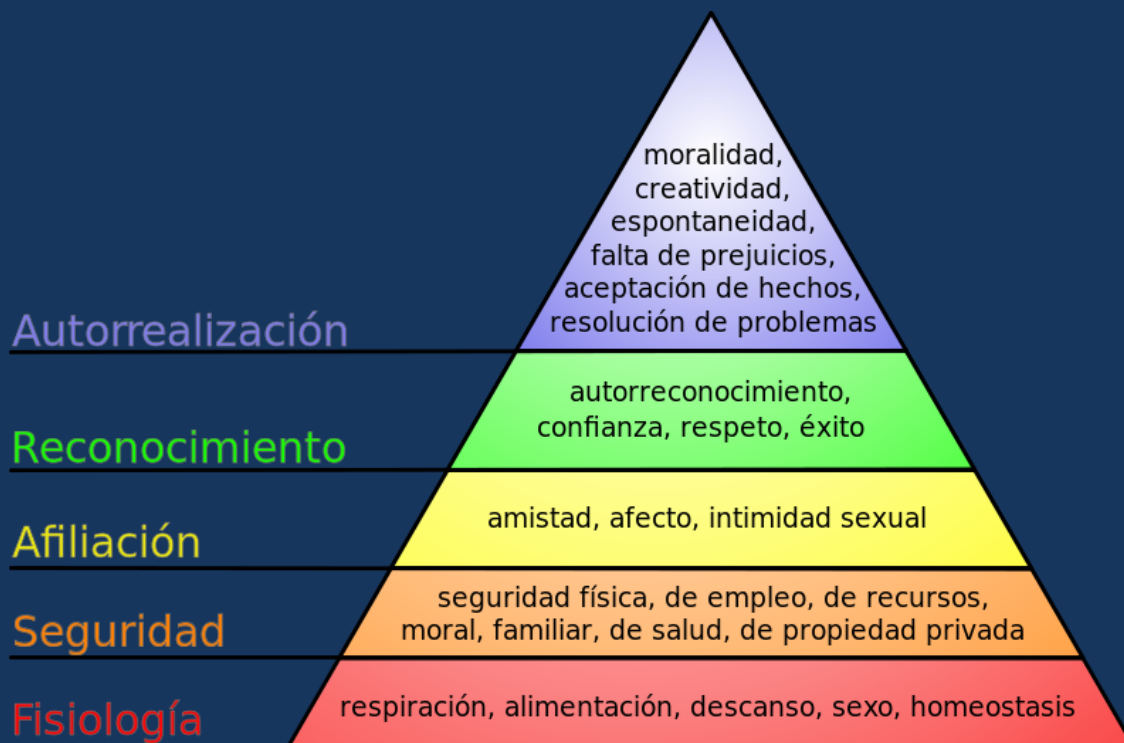 moralidad,
creatividad,
espontaneidad,
falta de prejuicios,
aceptación de hechos,
resolución de problemas
Autorrealización
autorreconocimiento,
confianza, respeto, éxito
Reconocimiento
amistad, afecto, intimidad sexual
Afiliación
seguridad física, de empleo, de recursos,
moral, familiar, de salud, de propiedad privada
Seguridad
respiración, alimentación, descanso, sexo, homeostasis
Fisiología